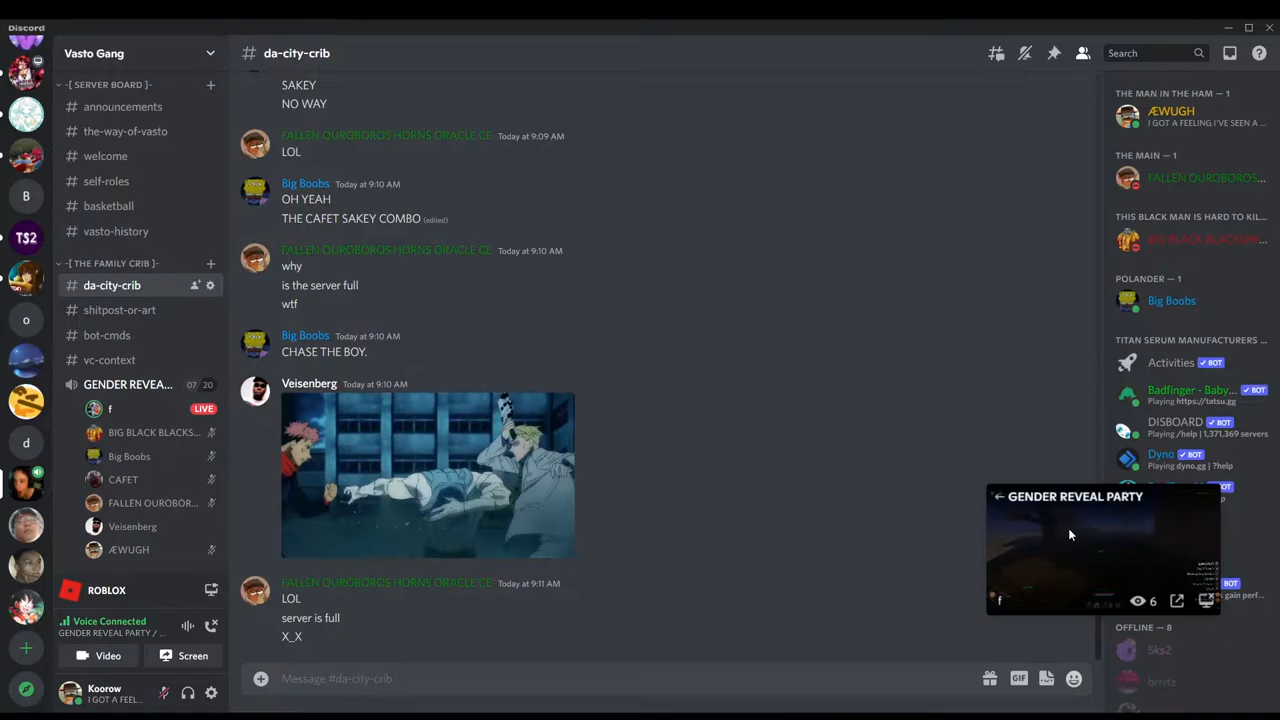 Discord
Vasto Gang
-[ SERVER BOARD ]-
announcements
the-way-of-vasto
welcome
self-roles
basketball
vasto-history
-[ THE FAMILY CRIB ]-
da-city-crib
shitpost-or-art
bot-cmds
vc-context
GENDER REVEA... 07 / 20
f LIVE
BIG BLACK BLACKS...
Big Boobs
CAFET
FALLEN OUROBOR...
Veisenberg
ÆWUGH
ROBLOX
Voice Connected
GENDER REVEAL PARTY / ...
Video Screen
Koorow
I GOT A FEEL...
B
TS2
o
d
# da-city-crib
Search
SAKEY
NO WAY
FALLEN OUROBOROS HORNS ORACLE CE Today at 9:09 AM
LOL
Big Boobs Today at 9:10 AM
OH YEAH
THE CAFET SAKEY COMBO (edited)
FALLEN OUROBOROS HORNS ORACLE CE Today at 9:10 AM
why
is the server full
wtf
Big Boobs Today at 9:10 AM
CHASE THE BOY.
Veisenberg Today at 9:10 AM
FALLEN OUROBOROS HORNS ORACLE CE Today at 9:11 AM
LOL
server is full
X_X
Message #da-city-crib
GIF
THE MAN IN THE HAM — 1
ÆWUGH
I GOT A FEELING I'VE SEEN A ...
THE MAIN — 1
FALLEN OUROBOROS...
THIS BLACK MAN IS HARD TO KIL...
BIG BLACK BLACKSM...
POLANDER — 1
Big Boobs
TITAN SERUM MANUFACTURERS ...
Activities BOT
Badfinger - Baby... BOT
Playing https://tatsu.gg
DISBOARD BOT
Playing /help | 1,371,369 servers
Dyno BOT
Playing dyno.gg | ?help
BOT
GENDER REVEAL PARTY
f 6
BOT
gain perf...
OFFLINE — 8
5ks2
brrrtz